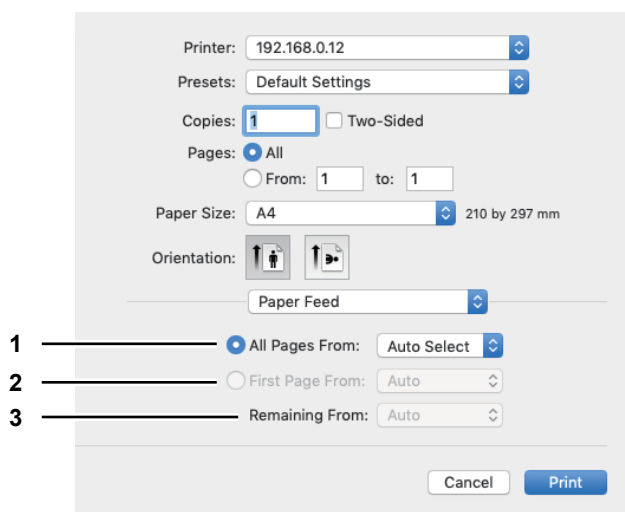 Printer: 192.168.0.12
Presets: Default Settings
Copies: 1 Two-Sided
Pages: All
From: 1 to: 1
Paper Size: A4 210 by 297 mm
Orientation:
Paper Feed
1 All Pages From: Auto Select
2 First Page From: Auto
3 Remaining From: Auto
Cancel Print